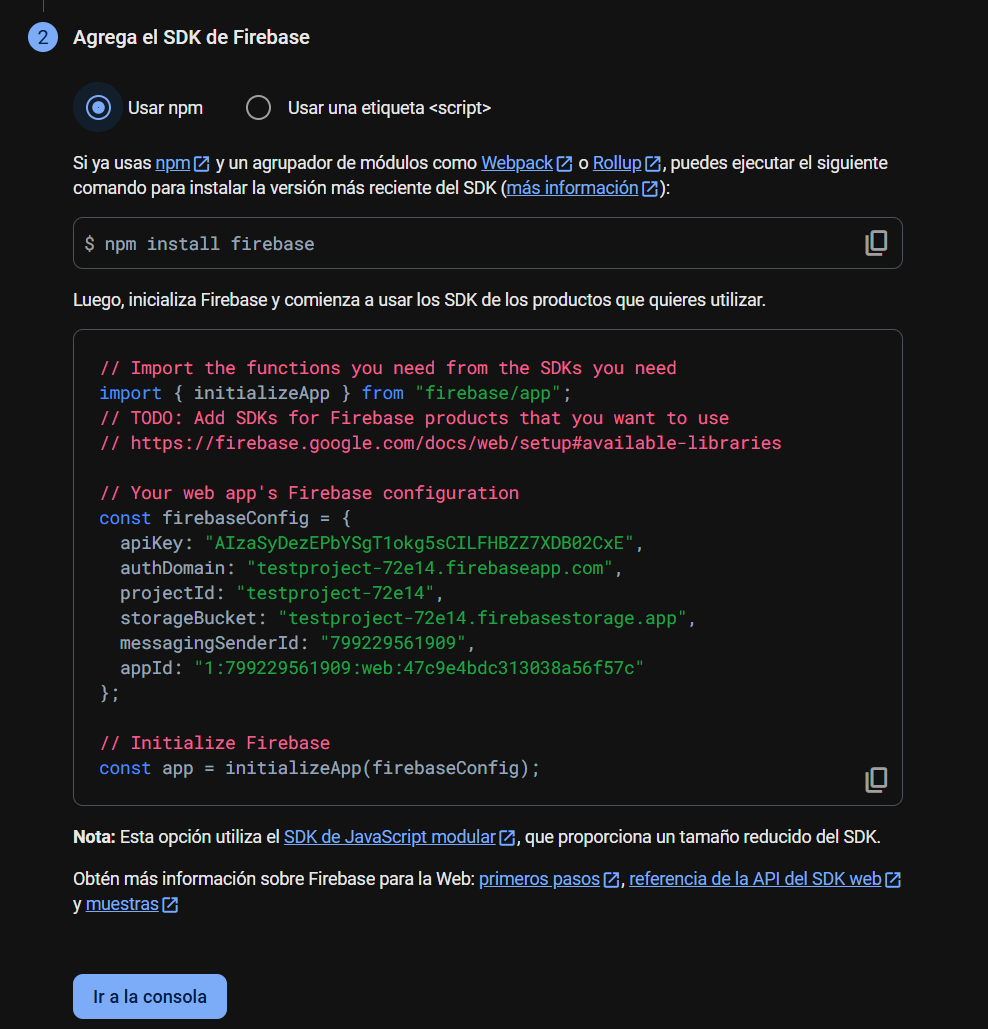 2 Agrega el SDK de Firebase
Usar npm Usar una etiqueta <script>
Si ya usas npm y un agrupador de módulos como Webpack o Rollup, puedes ejecutar el siguiente
comando para instalar la versión más reciente del SDK (más información):
$ npm install firebase
Luego, inicializa Firebase y comienza a usar los SDK de los productos que quieres utilizar.
// Import the functions you need from the SDKs you need
import { initializeApp } from "firebase/app";
// TODO: Add SDKs for Firebase products that you want to use
// https://firebase.google.com/docs/web/setup#available-libraries
// Your web app's Firebase configuration
const firebaseConfig = {
apiKey: "AIzaSyDezEPbYSgT1okg5sCILFHBZZ7XDB02CxE",
authDomain: "testproject-72e14.firebaseapp.com",
projectId: "testproject-72e14",
storageBucket: "testproject-72e14.firebasestorage.app",
messagingSenderId: "799229561909",
appId: "1:799229561909:web:47c9e4bdc313038a56f57c"
};
// Initialize Firebase
const app = initializeApp(firebaseConfig);
Nota: Esta opción utiliza el SDK de JavaScript modular, que proporciona un tamaño reducido del SDK.
Obtén más información sobre Firebase para la Web: primeros pasos, referencia de la API del SDK web
y muestras
Ir a la consola